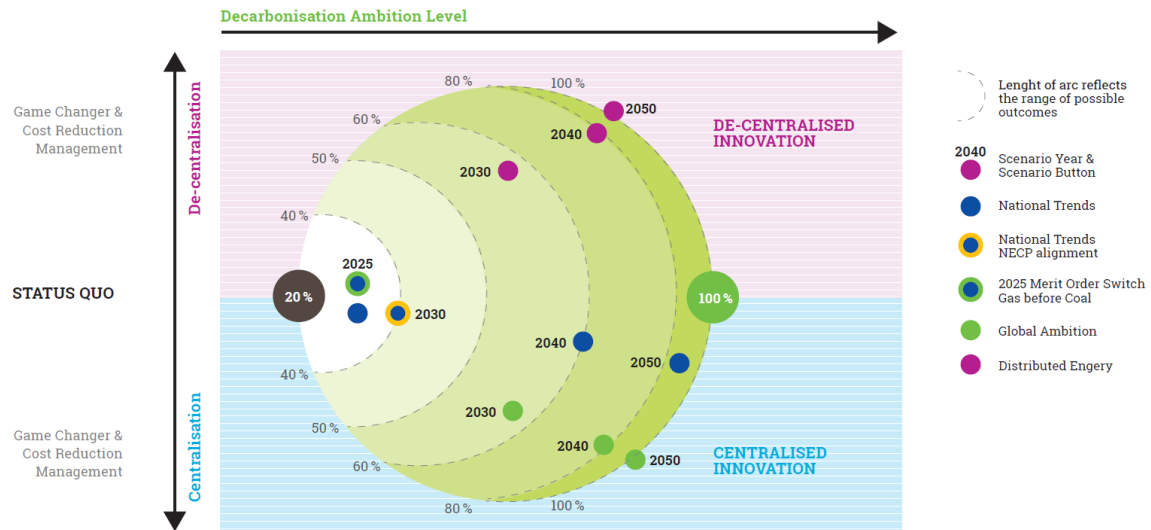 Decarbonisation Ambition Level
De-centralisation
Centralisation
Game Changer &
Cost Reduction
Management
STATUS QUO
Game Changer &
Cost Reduction
Management
80 %
100 %
60 %
50 %
40 %
2050
2040
DE-CENTRALISED
INNOVATION
2030
2025
20 %
2030
100 %
2040
2050
40 %
2030
50 %
2040
60 %
2050
CENTRALISED
INNOVATION
80 %
100 %
Lenght of arc reflects
the range of possible
outcomes
2040
Scenario Year &
Scenario Button
National Trends
National Trends
NECP alignment
2025 Merit Order Switch
Gas before Coal
Global Ambition
Distributed Engery